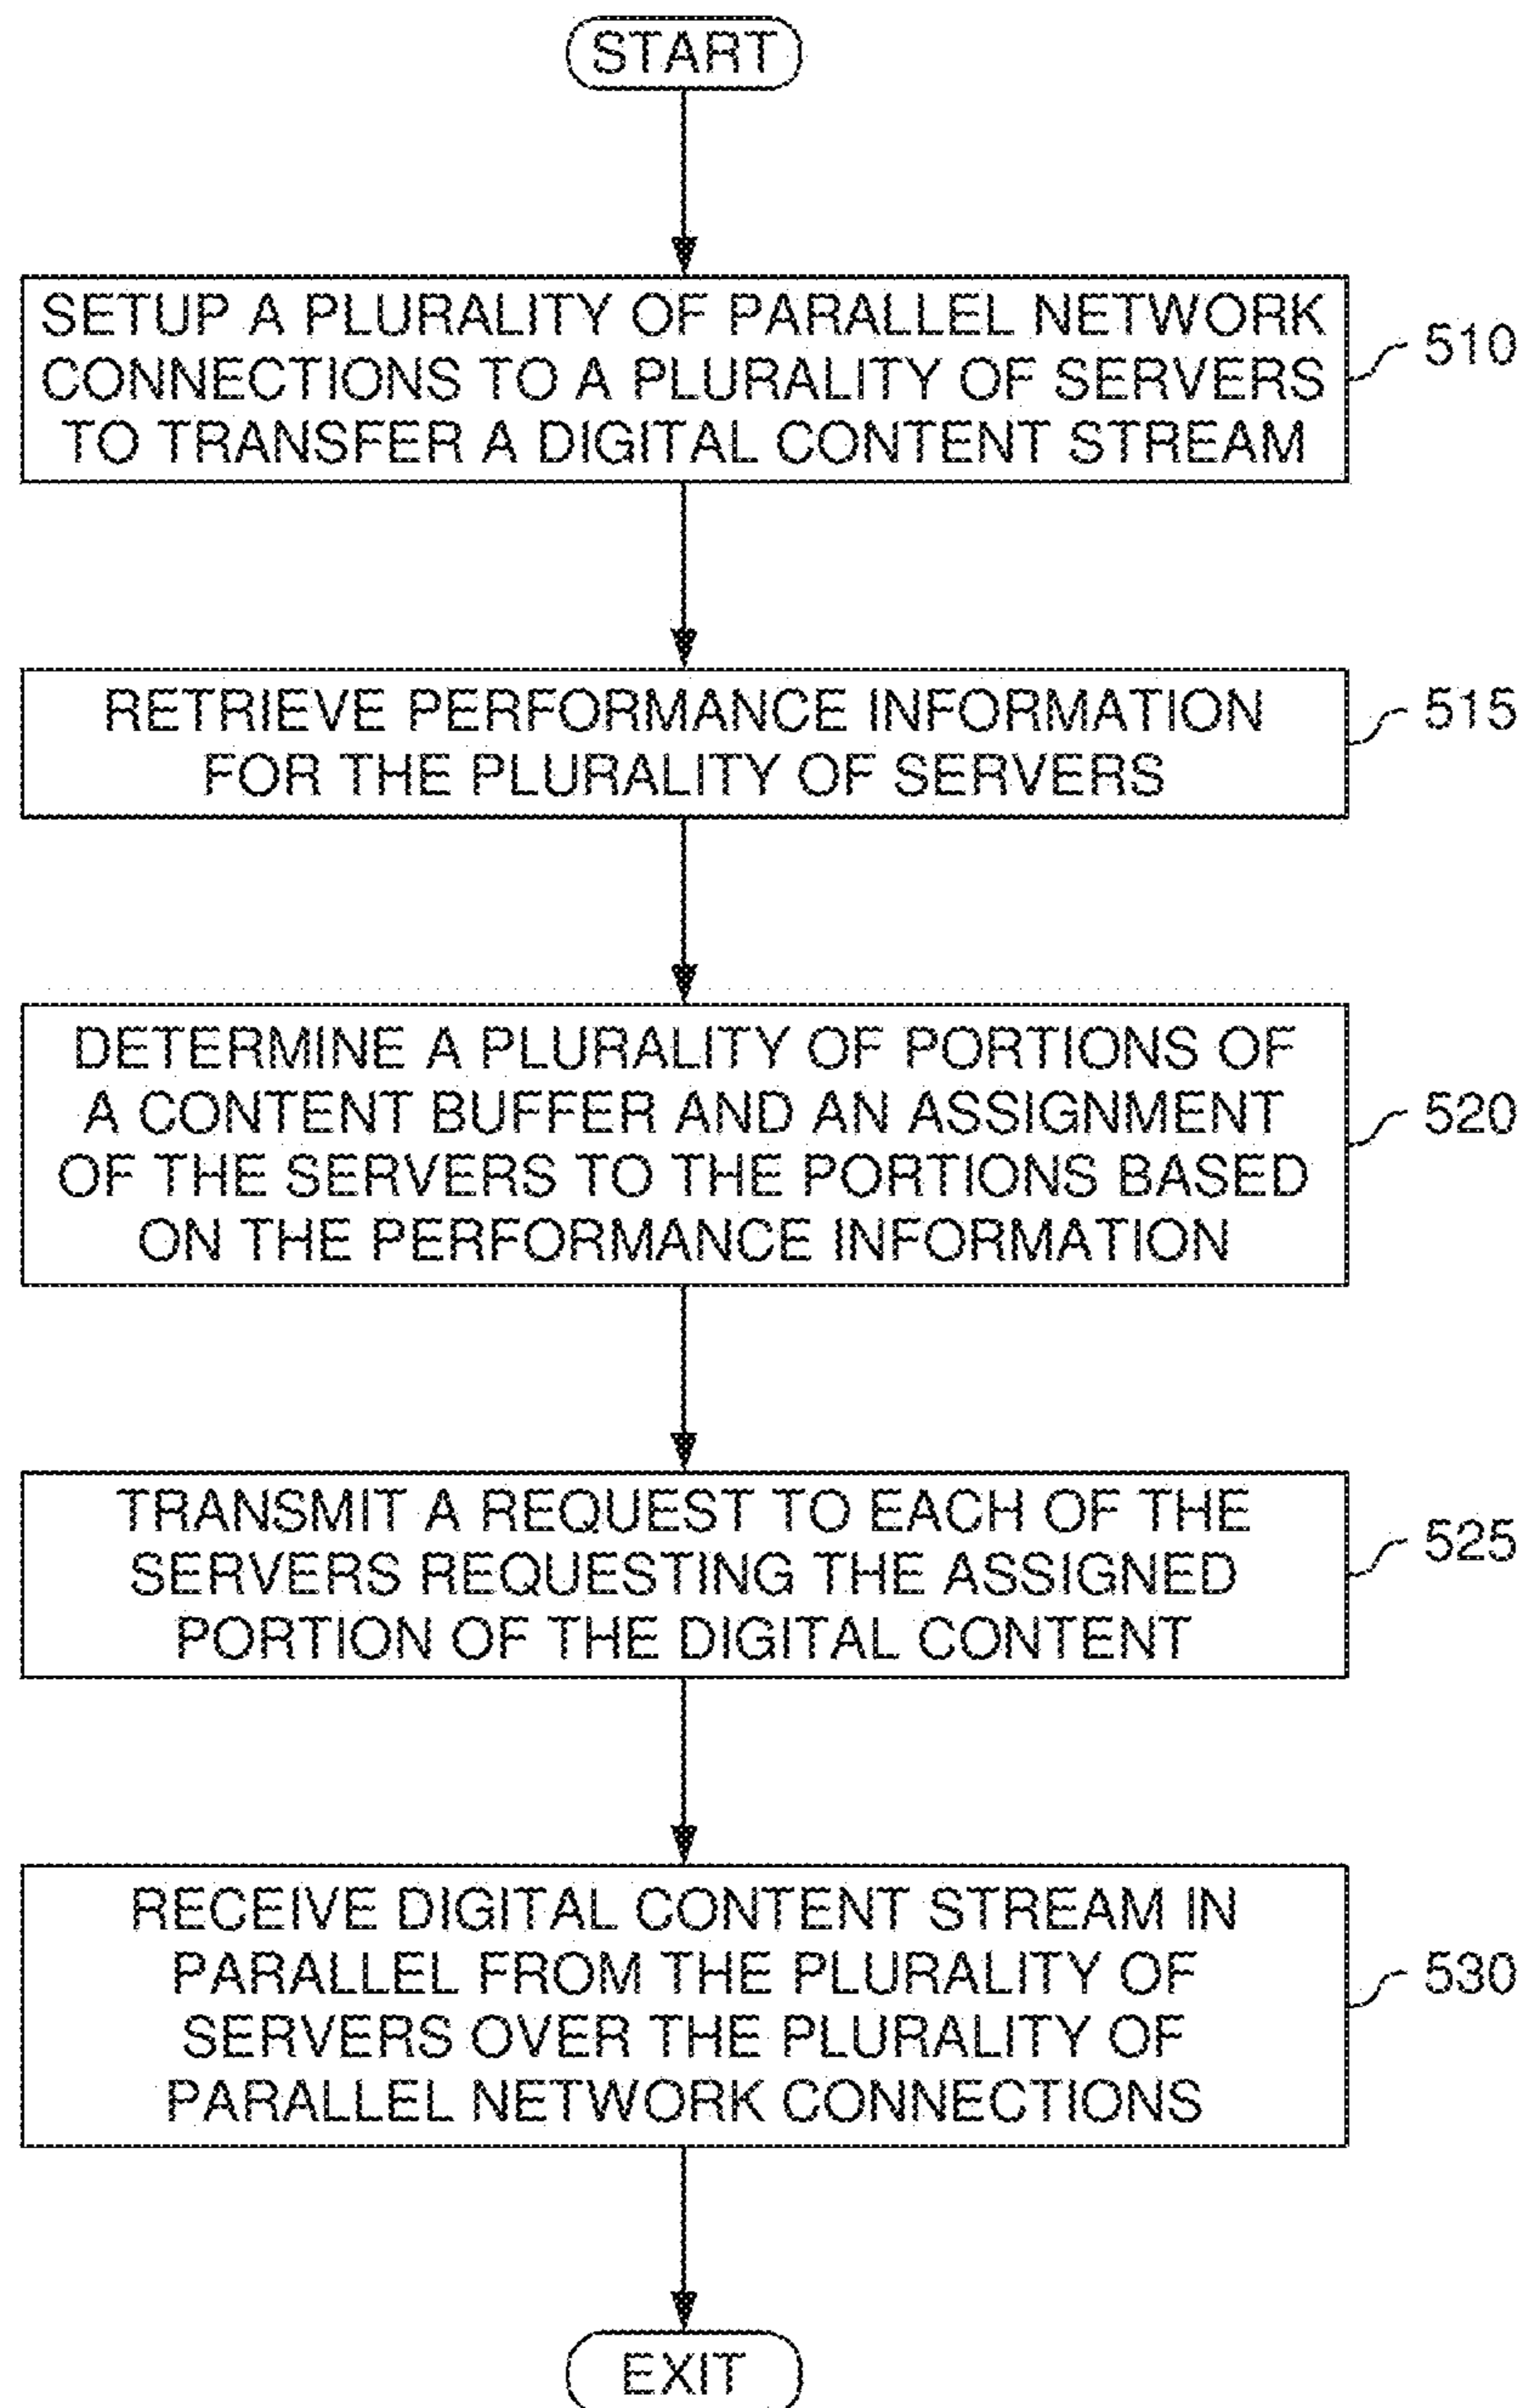 START
SETUP A PLURALITY OF PARALLEL NETWORK
CONNECTIONS TO A PLURALITY OF SERVERS
TO TRANSFER A DIGITAL CONTENT STREAM
510
RETRIEVE PERFORMANCE INFORMATION
FOR THE PLURALITY OF SERVERS
515
DETERMINE A PLURALITY OF PORTIONS OF
A CONTENT BUFFER AND AN ASSIGNMENT
OF THE SERVERS TO THE PORTIONS BASED
ON THE PERFORMANCE INFORMATION
520
TRANSMIT A REQUEST TO EACH OF THE
SERVERS REQUESTING THE ASSIGNED
PORTION OF THE DIGITAL CONTENT
525
RECEIVE DIGITAL CONTENT STREAM IN
PARALLEL FROM THE PLURALITY OF
SERVERS OVER THE PLURALITY OF
PARALLEL NETWORK CONNECTIONS
530
EXIT